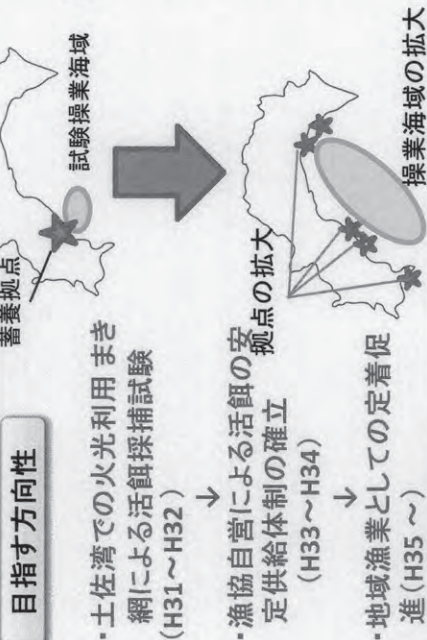 目指す方向性
・土佐湾での火光利用 まき
網による活餌採捕試験
(H31～H32 )
↓
・漁協自営による活餌の安
定供給体制の確立
(H33～H34)
↓
地域漁業としての定着促
進(H35 ～)
蓄養拠点
試験操業海域
拠点の拡大
操業海域の拡大